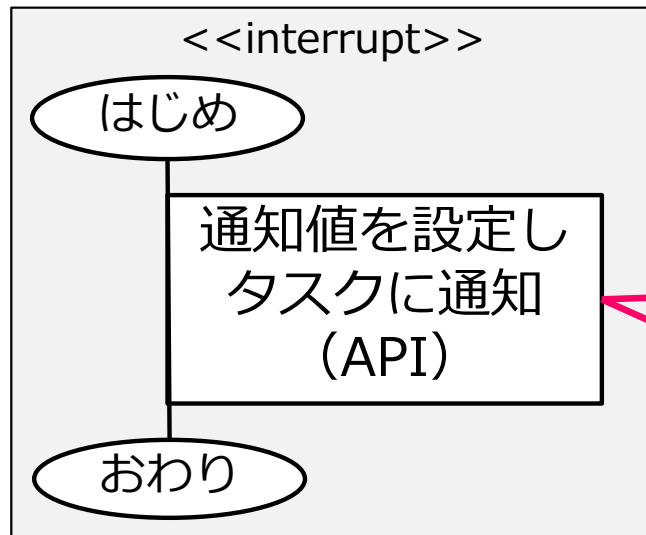 <<interrupt>>
はじめ
通知値を設定し
タスクに通知
（API）
おわり